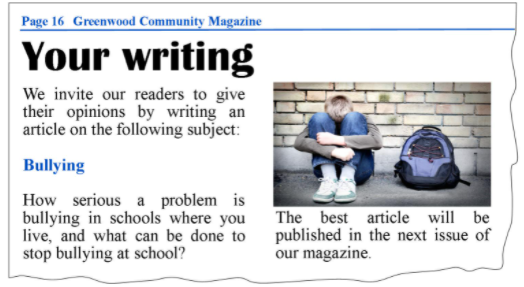 Page 16 Greenwood Community Magazine
Your writing
We invite our readers to give
their opinions by writing an
article on the following subject:
Bullying
How serious a problem is
bullying in schools where you
live, and what can be done to
stop bullying at school?
The best article will be
published in the next issue of
our magazine.